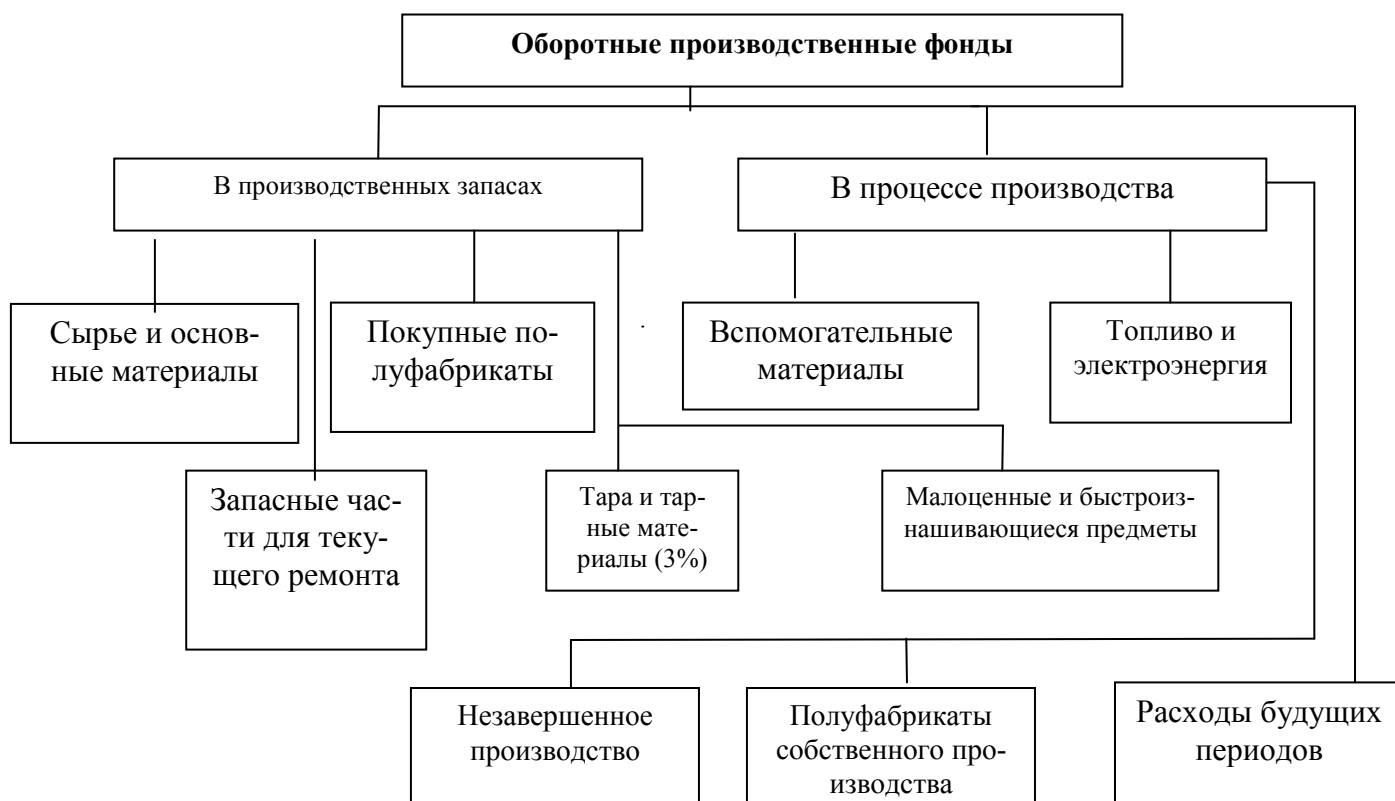 Оборотные производственные фонды
В производственных запасах
В процессе производства
Сырье и основ-
ные материалы
Покупные по-
луфабрикаты
Вспомогательные
материалы
Топливо и
электроэнергия
Запасные час-
ти для теку-
щего ремонта
Тара и тар-
ные мате-
риалы (3%)
Малоценные и быстроиз-
нашивающиеся предметы
Незавершенное
производство
Полуфабрикаты
собственного про-
изводства
Расходы будущих
периодов